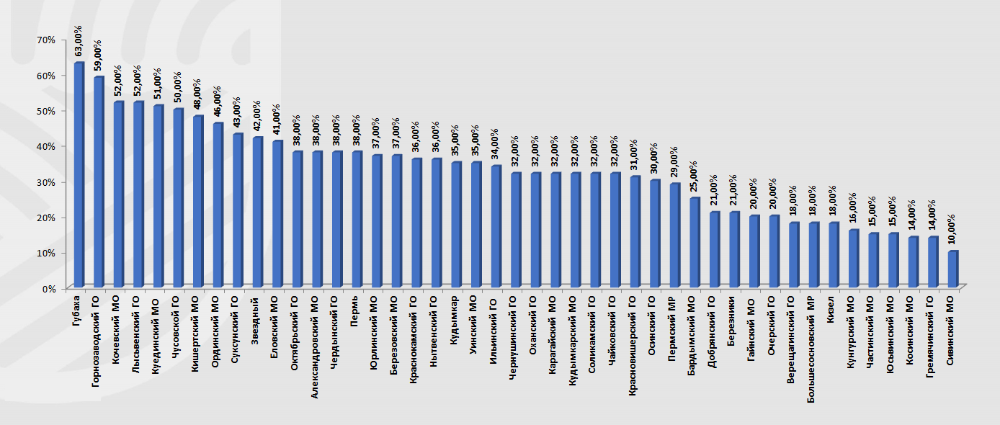 70%
60%
50%
40%
30%
20%
10%
0%
63,00%
59,00%
52,00%
52,00%
51,00%
50,00%
48,00%
46,00%
43,00%
42,00%
41,00%
38,00%
38,00%
38,00%
38,00%
37,00%
37,00%
36,00%
36,00%
35,00%
35,00%
34,00%
32,00%
32,00%
32,00%
32,00%
32,00%
32,00%
31,00%
30,00%
29,00%
25,00%
21,00%
21,00%
20,00%
20,00%
18,00%
18,00%
18,00%
16,00%
15,00%
15,00%
14,00%
14,00%
10,00%
Губаха
Горнозаводский ГО
Кочевский МО
Лысьвенский ГО
Куединский МО
Чусовской ГО
Кишертский МО
Ординский МО
Суксунский ГО
Звездный
Еловский МО
Октябрьский ГО
Александровский МО
Чердынский ГО
Пермь
Юрлинский МО
Березовский МО
Краснокамский ГО
Нытвенский ГО
Кудымкар
Уинский МО
Ильинский ГО
Чернушинский ГО
Оханский ГО
Карагайский МО
Кудымкарский МО
Соликамский ГО
Чайковский ГО
Красновишерский ГО
Осинский ГО
Пермский МР
Бардымский МО
Добрянский ГО
Березники
Гайнский МО
Очерский ГО
Верещагинский ГО
Большесосновский МР
Кизел
Кунгурский МО
Частинский МО
Юсьвинский МО
Косинский МО
Гремячинский ГО
Сивинский МО